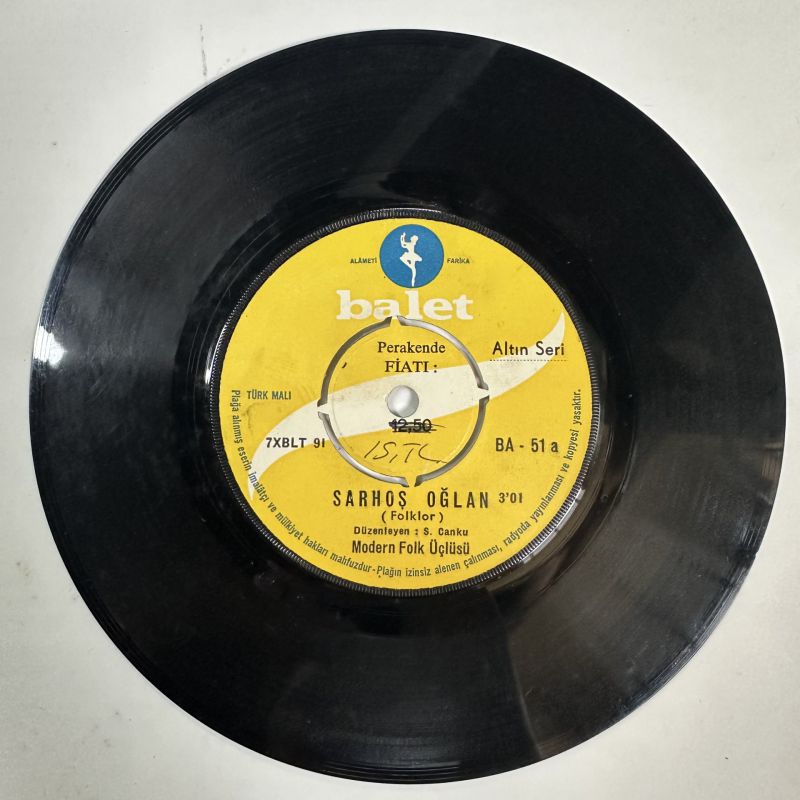 ALÂMETİ FARİKA
balet
Perakende
FİATI :
Altın Seri
TÜRK MALI
12,50
15, TL.
7XBLT 91
BA - 51 a
SARHOŞ OĞLAN 3'01
(Folklor)
Düzenleyen : S. Canku
Modern Folk Üçlüsü
Plağa alınmış eserin imalâtçı ve mülkiyet hakları mahfuzdur - Plağın izinsiz alenen çalınması, radyoda yayınlanması ve kopyesi yasaktır.